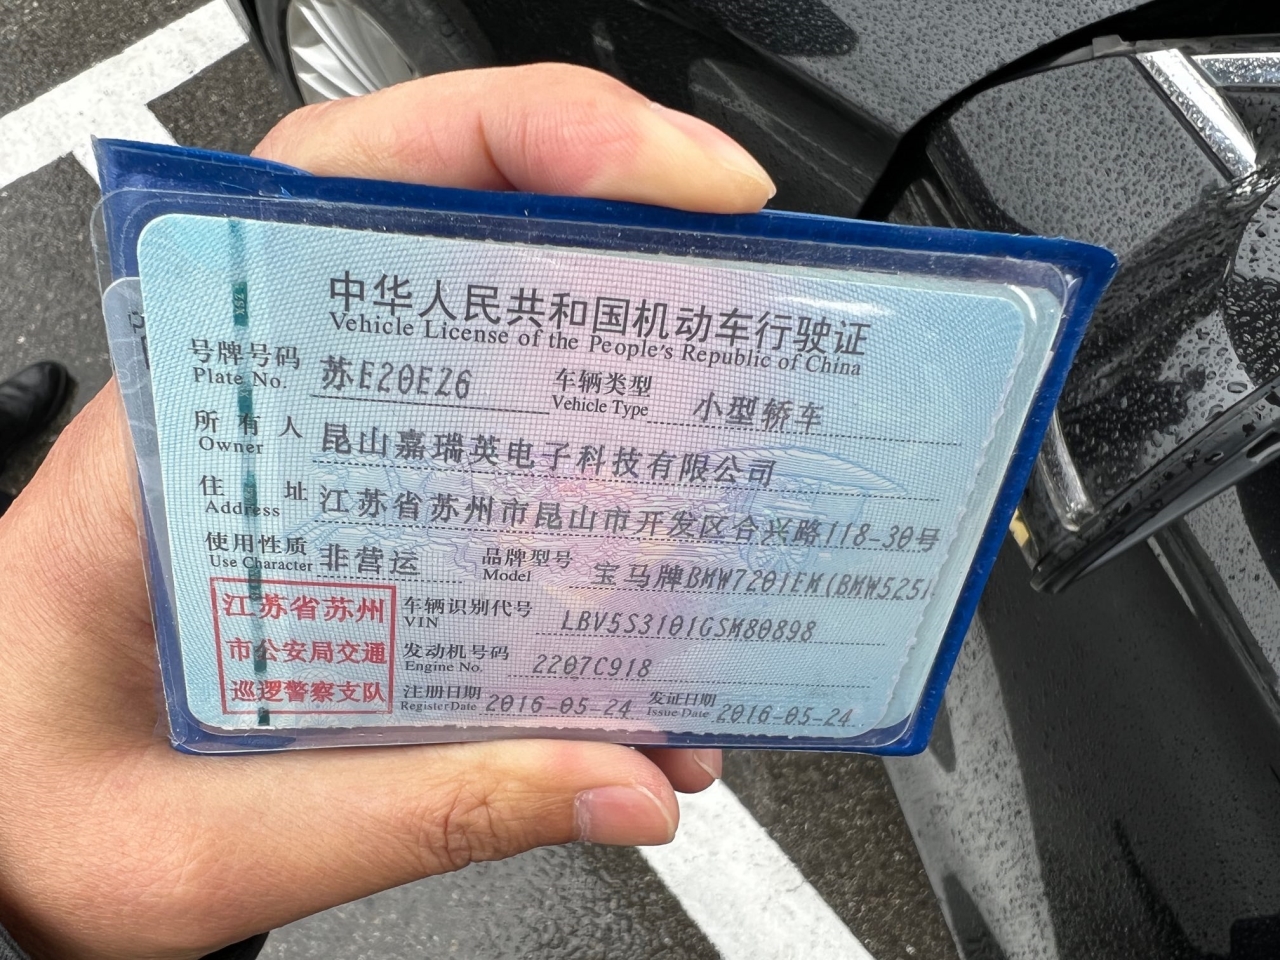 中华人民共和国机动车行驶证
Vehicle License of the People's Republic of China
号牌号码 苏E20E26 车辆类型 小型轿车
Plate No. Vehicle Type
所有人 昆山嘉瑞英电子科技有限公司
Owner
住址 江苏省苏州市昆山市开发区合兴路118-30号
Address
使用性质 非营运 品牌型号 宝马牌BMW7201EM(BMW525l
Use Character Model
江苏省苏州
市公安局交通
巡逻警察支队
车辆识别代号 LBV5S3101GSM80898
VIN
发动机号码 2207C918
Engine No.
注册日期 2016-05-24 发证日期 2016-05-24
Register Date Issue Date